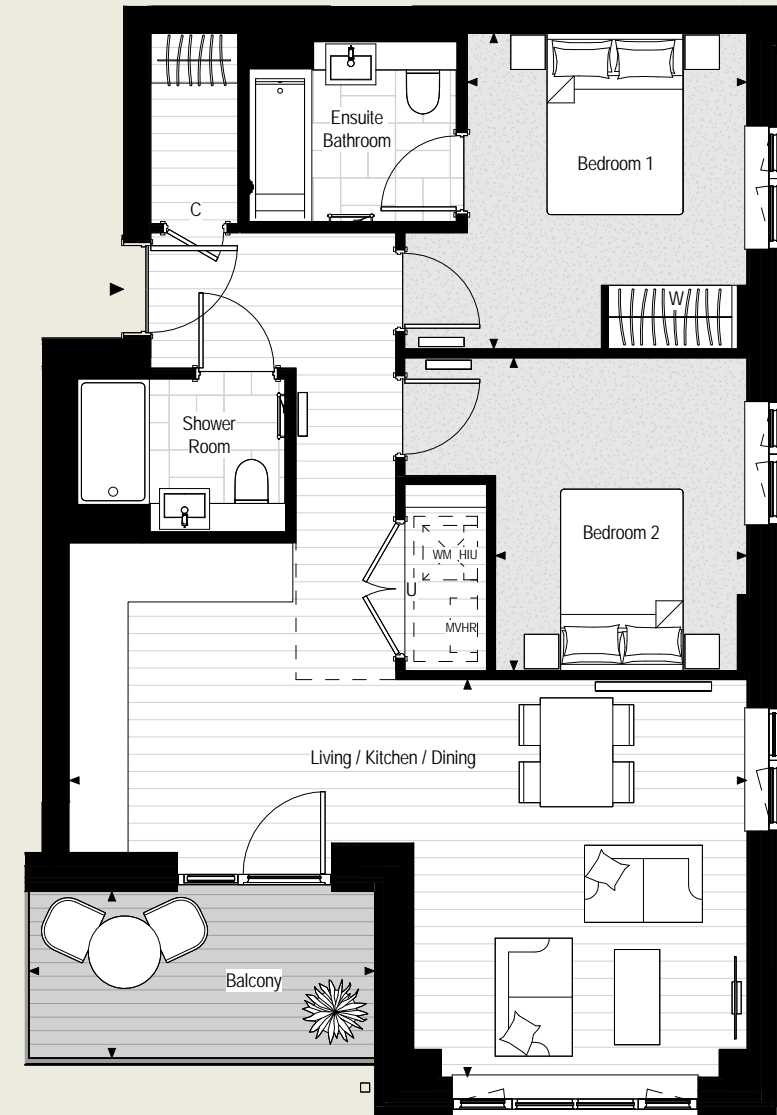 Ensuite
Bathroom
Bedroom 1
C
W
Shower
Room
Bedroom 2
WM HIU
U
MVHR
Living / Kitchen / Dining
Balcony